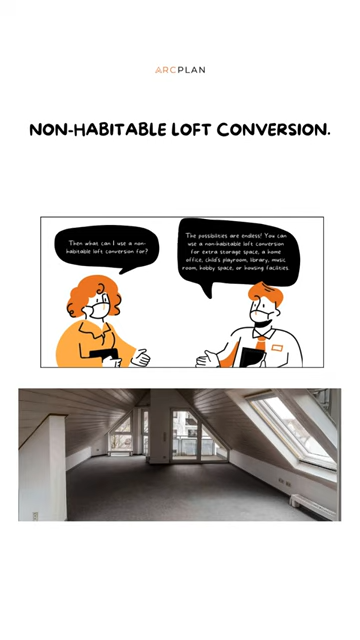 ARCPLAN
NON-HABITABLE LOFT CONVERSION.
Then what can I use a non-
habitable loft conversion for?
The possibilities are endless! You can
use a non-habitable loft conversion
for extra storage space, a home
office, child's playroom, library, music
room, hobby space, or housing facilities.